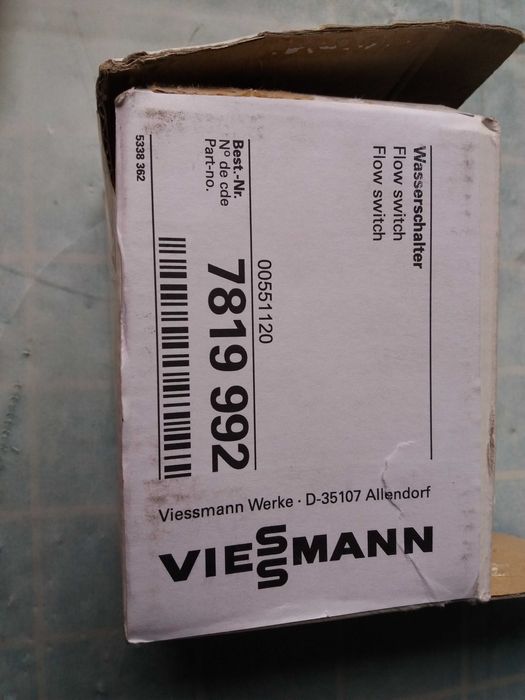 Wasserschalter
Flow switch
Flow switch
00551120
Best.-Nr.
N° de cde
Part-no.
7819 992
5338 362
Viessmann Werke · D-35107 Allendorf
VIESSMANN